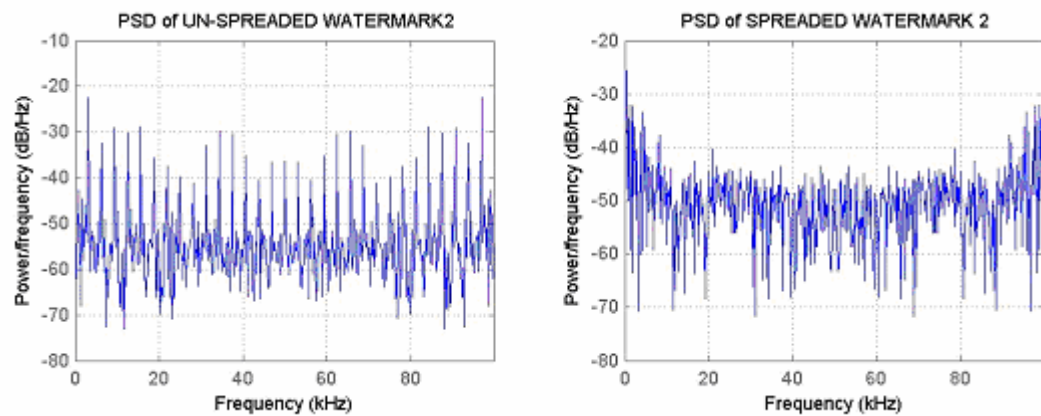 PSD of UN-SPREADED WATERMARK2
-10
-20
-30
-40
-50
-60
-70
-80
Power/frequency (dB/Hz)
0 20 40 60 80
Frequency (kHz)
PSD of SPREADED WATERMARK 2
-20
-30
-40
-50
-60
-70
-80
Power/frequency (dB/Hz)
0 20 40 60 80
Frequency (kHz)